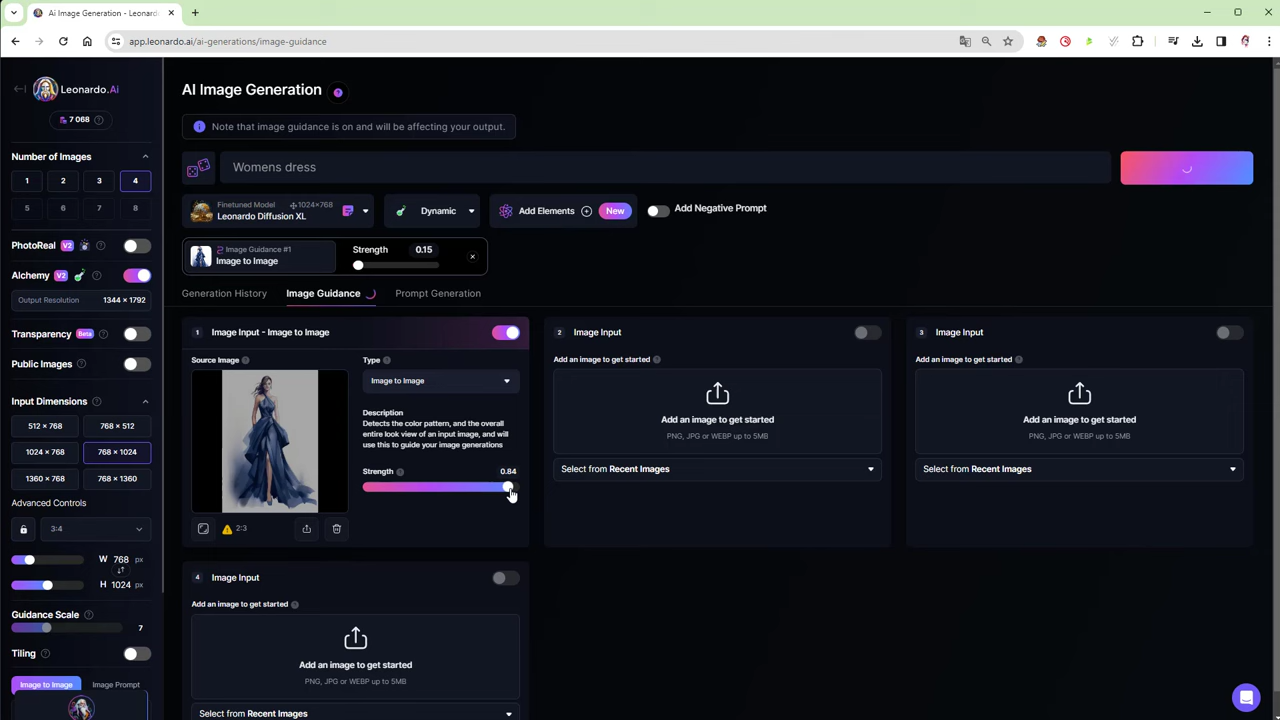 Ai Image Generation - Leonardo
app.leonardo.ai/ai-generations/image-guidance
Leonardo.Ai
7 068
Number of Images
1
2
3
4
5
6
7
8
PhotoReal V2
Alchemy V2
Output Resolution 1344 × 1792
Transparency Beta
Public Images
Input Dimensions
512 × 768
768 × 512
1024 × 768
768 × 1024
1360 × 768
768 × 1360
Advanced Controls
3:4
W 768 px
H 1024 px
Guidance Scale
7
Tiling
Image to Image
Image Prompt
AI Image Generation
Note that image guidance is on and will be affecting your output.
Womens dress
Finetuned Model 1024×768
Leonardo Diffusion XL
Dynamic
Add Elements New
Add Negative Prompt
Image Guidance #1
Image to Image
Strength 0.15
Generation History
Image Guidance
Prompt Generation
1 Image Input - Image to Image
Source Image
2:3
Type
Image to Image
Description
Detects the color pattern, and the overall
entire look view of an input image, and will
use this to guide your image generations
Strength 0.84
2 Image Input
Add an image to get started
Add an image to get started
PNG, JPG or WEBP up to 5MB
Select from Recent Images
3 Image Input
Add an image to get started
Add an image to get started
PNG, JPG or WEBP up to 5MB
Select from Recent Images
4 Image Input
Add an image to get started
Add an image to get started
PNG, JPG or WEBP up to 5MB
Select from Recent Images